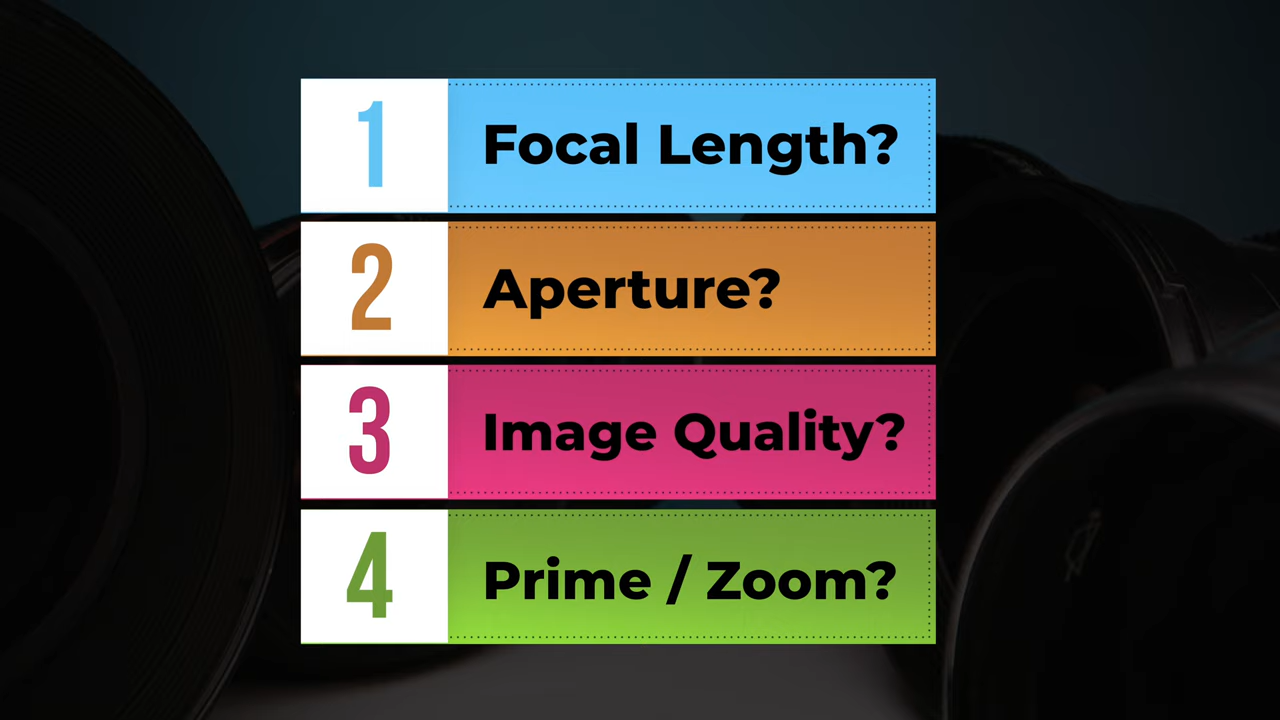 1 Focal Length?
2 Aperture?
3 Image Quality?
4 Prime / Zoom?